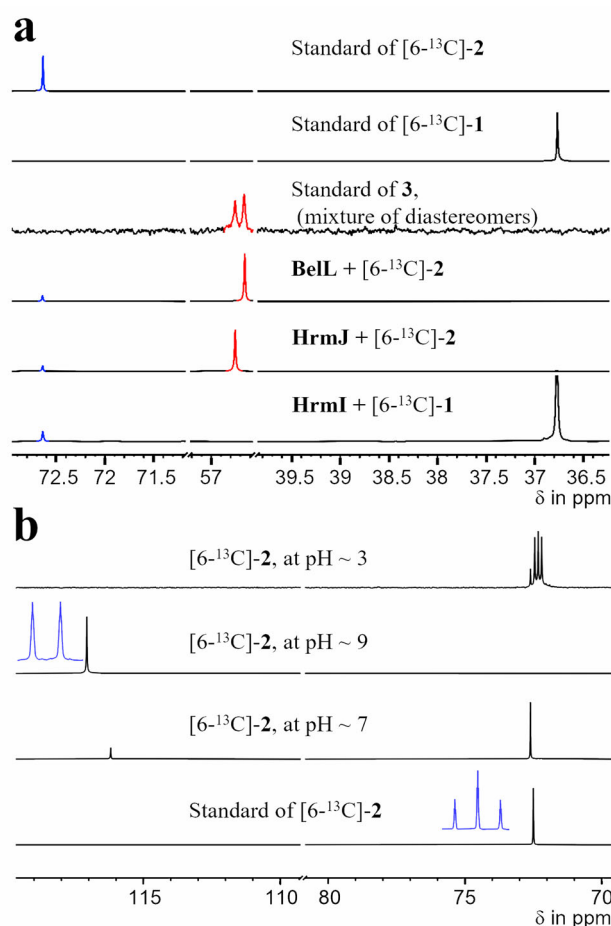 a
Standard of [6-¹³C]-2
Standard of [6-¹³C]-1
Standard of 3,
(mixture of diastereomers)
BelL + [6-¹³C]-2
HrmJ + [6-¹³C]-2
HrmI + [6-¹³C]-1
72.5 71.5 57 39.5 39 38.5 38 37.5 37 36.5
δ in ppm
b
[6-¹³C]-2, at pH ~ 3
[6-¹³C]-2, at pH ~ 9
[6-¹³C]-2, at pH ~ 7
Standard of [6-¹³C]-2
115 110 80 75 70
δ in ppm